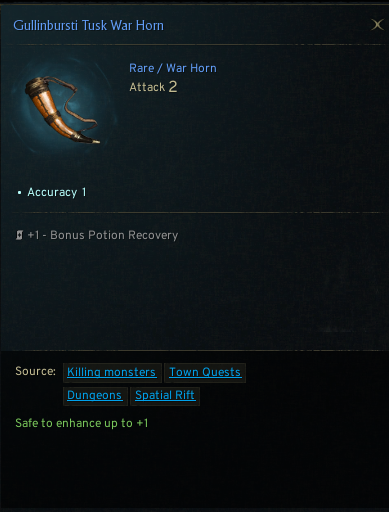 Gullinbursti Tusk War Horn
Rare / War Horn
Attack 2
• Accuracy 1
+1 - Bonus Potion Recovery
Source: Killing monsters Town Quests
Dungeons Spatial Rift
Safe to enhance up to +1